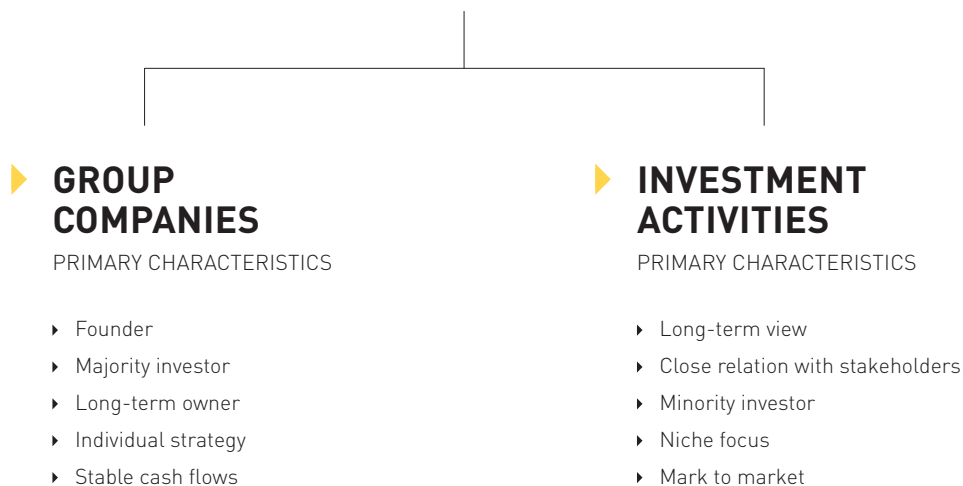 GROUP
COMPANIES
PRIMARY CHARACTERISTICS
Founder
Majority investor
Long-term owner
Individual strategy
Stable cash flows
INVESTMENT
ACTIVITIES
PRIMARY CHARACTERISTICS
Long-term view
Close relation with stakeholders
Minority investor
Niche focus
Mark to market